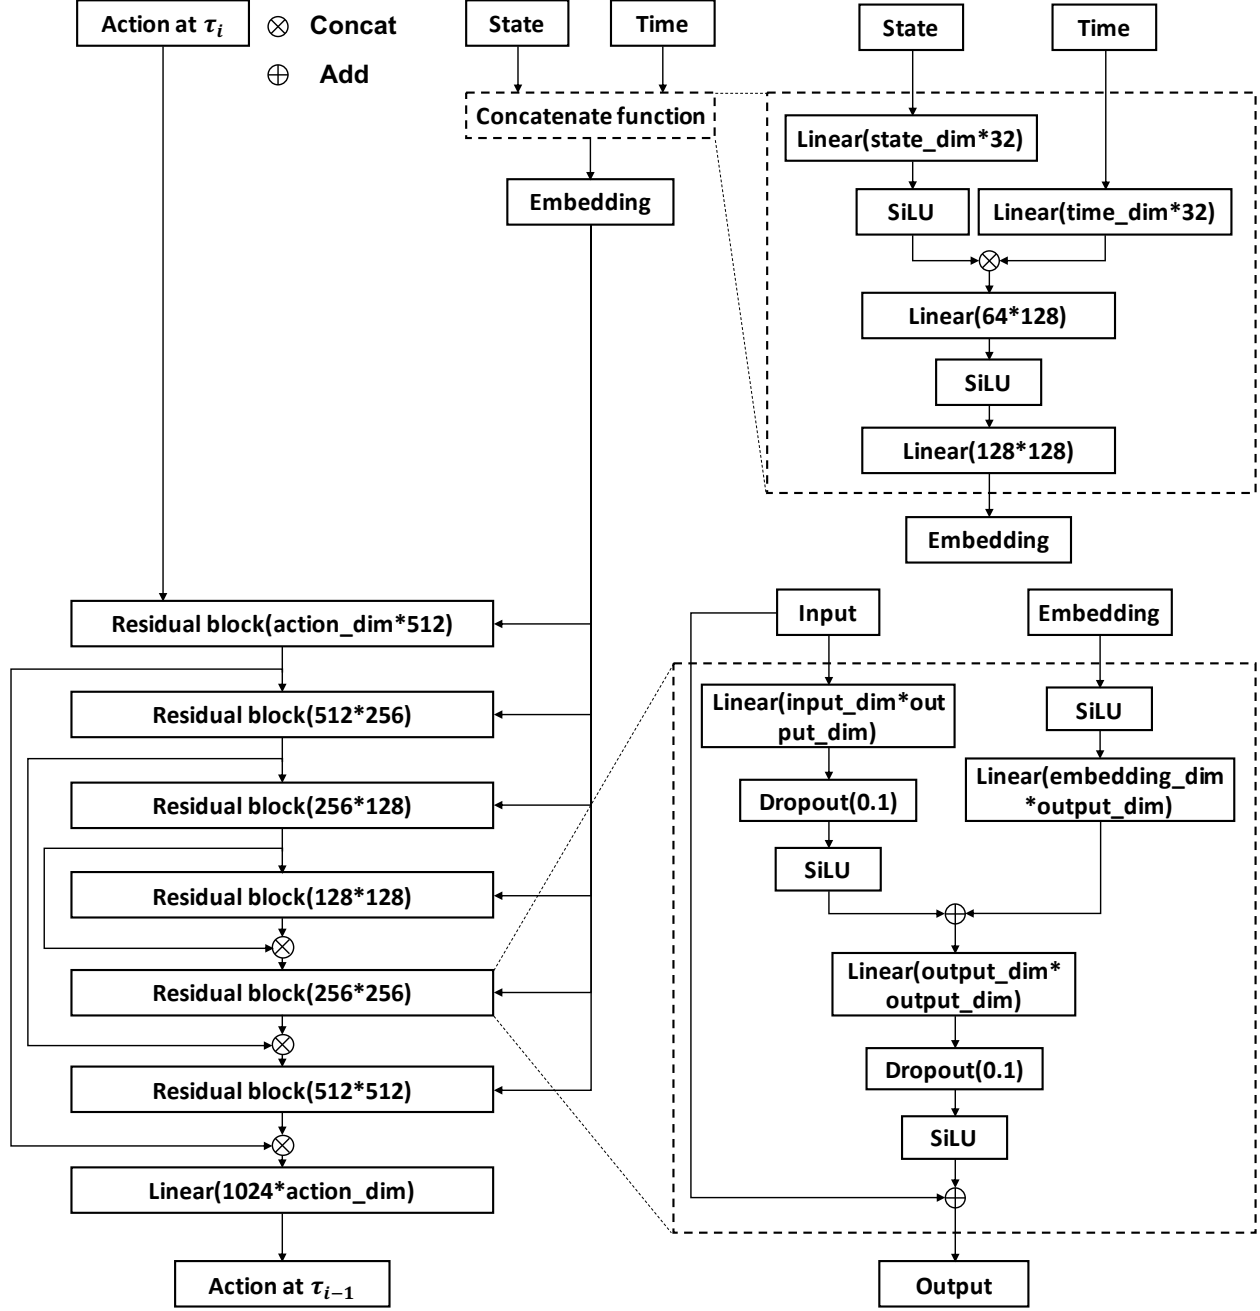 Action at τᵢ
⊗ Concat
⊕ Add
State
Time
Concatenate function
Embedding
State
Time
Linear(state_dim*32)
SiLU
Linear(time_dim*32)
Linear(64*128)
SiLU
Linear(128*128)
Embedding
Residual block(action_dim*512)
Residual block(512*256)
Residual block(256*128)
Residual block(128*128)
Residual block(256*256)
Residual block(512*512)
Linear(1024*action_dim)
Action at τᵢ₋₁
Input
Embedding
Linear(input_dim*out
put_dim)
SiLU
Dropout(0.1)
Linear(embedding_dim
*output_dim)
SiLU
Linear(output_dim*
output_dim)
Dropout(0.1)
SiLU
Output